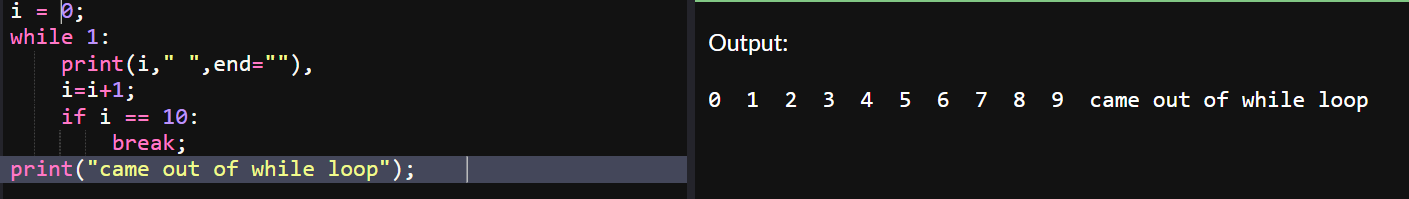 i = 0;
while 1:
    print(i," ",end=""),
    i=i+1;
    if i == 10:
        break;
print("came out of while loop");
Output:
0  1  2  3  4  5  6  7  8  9  came out of while loop